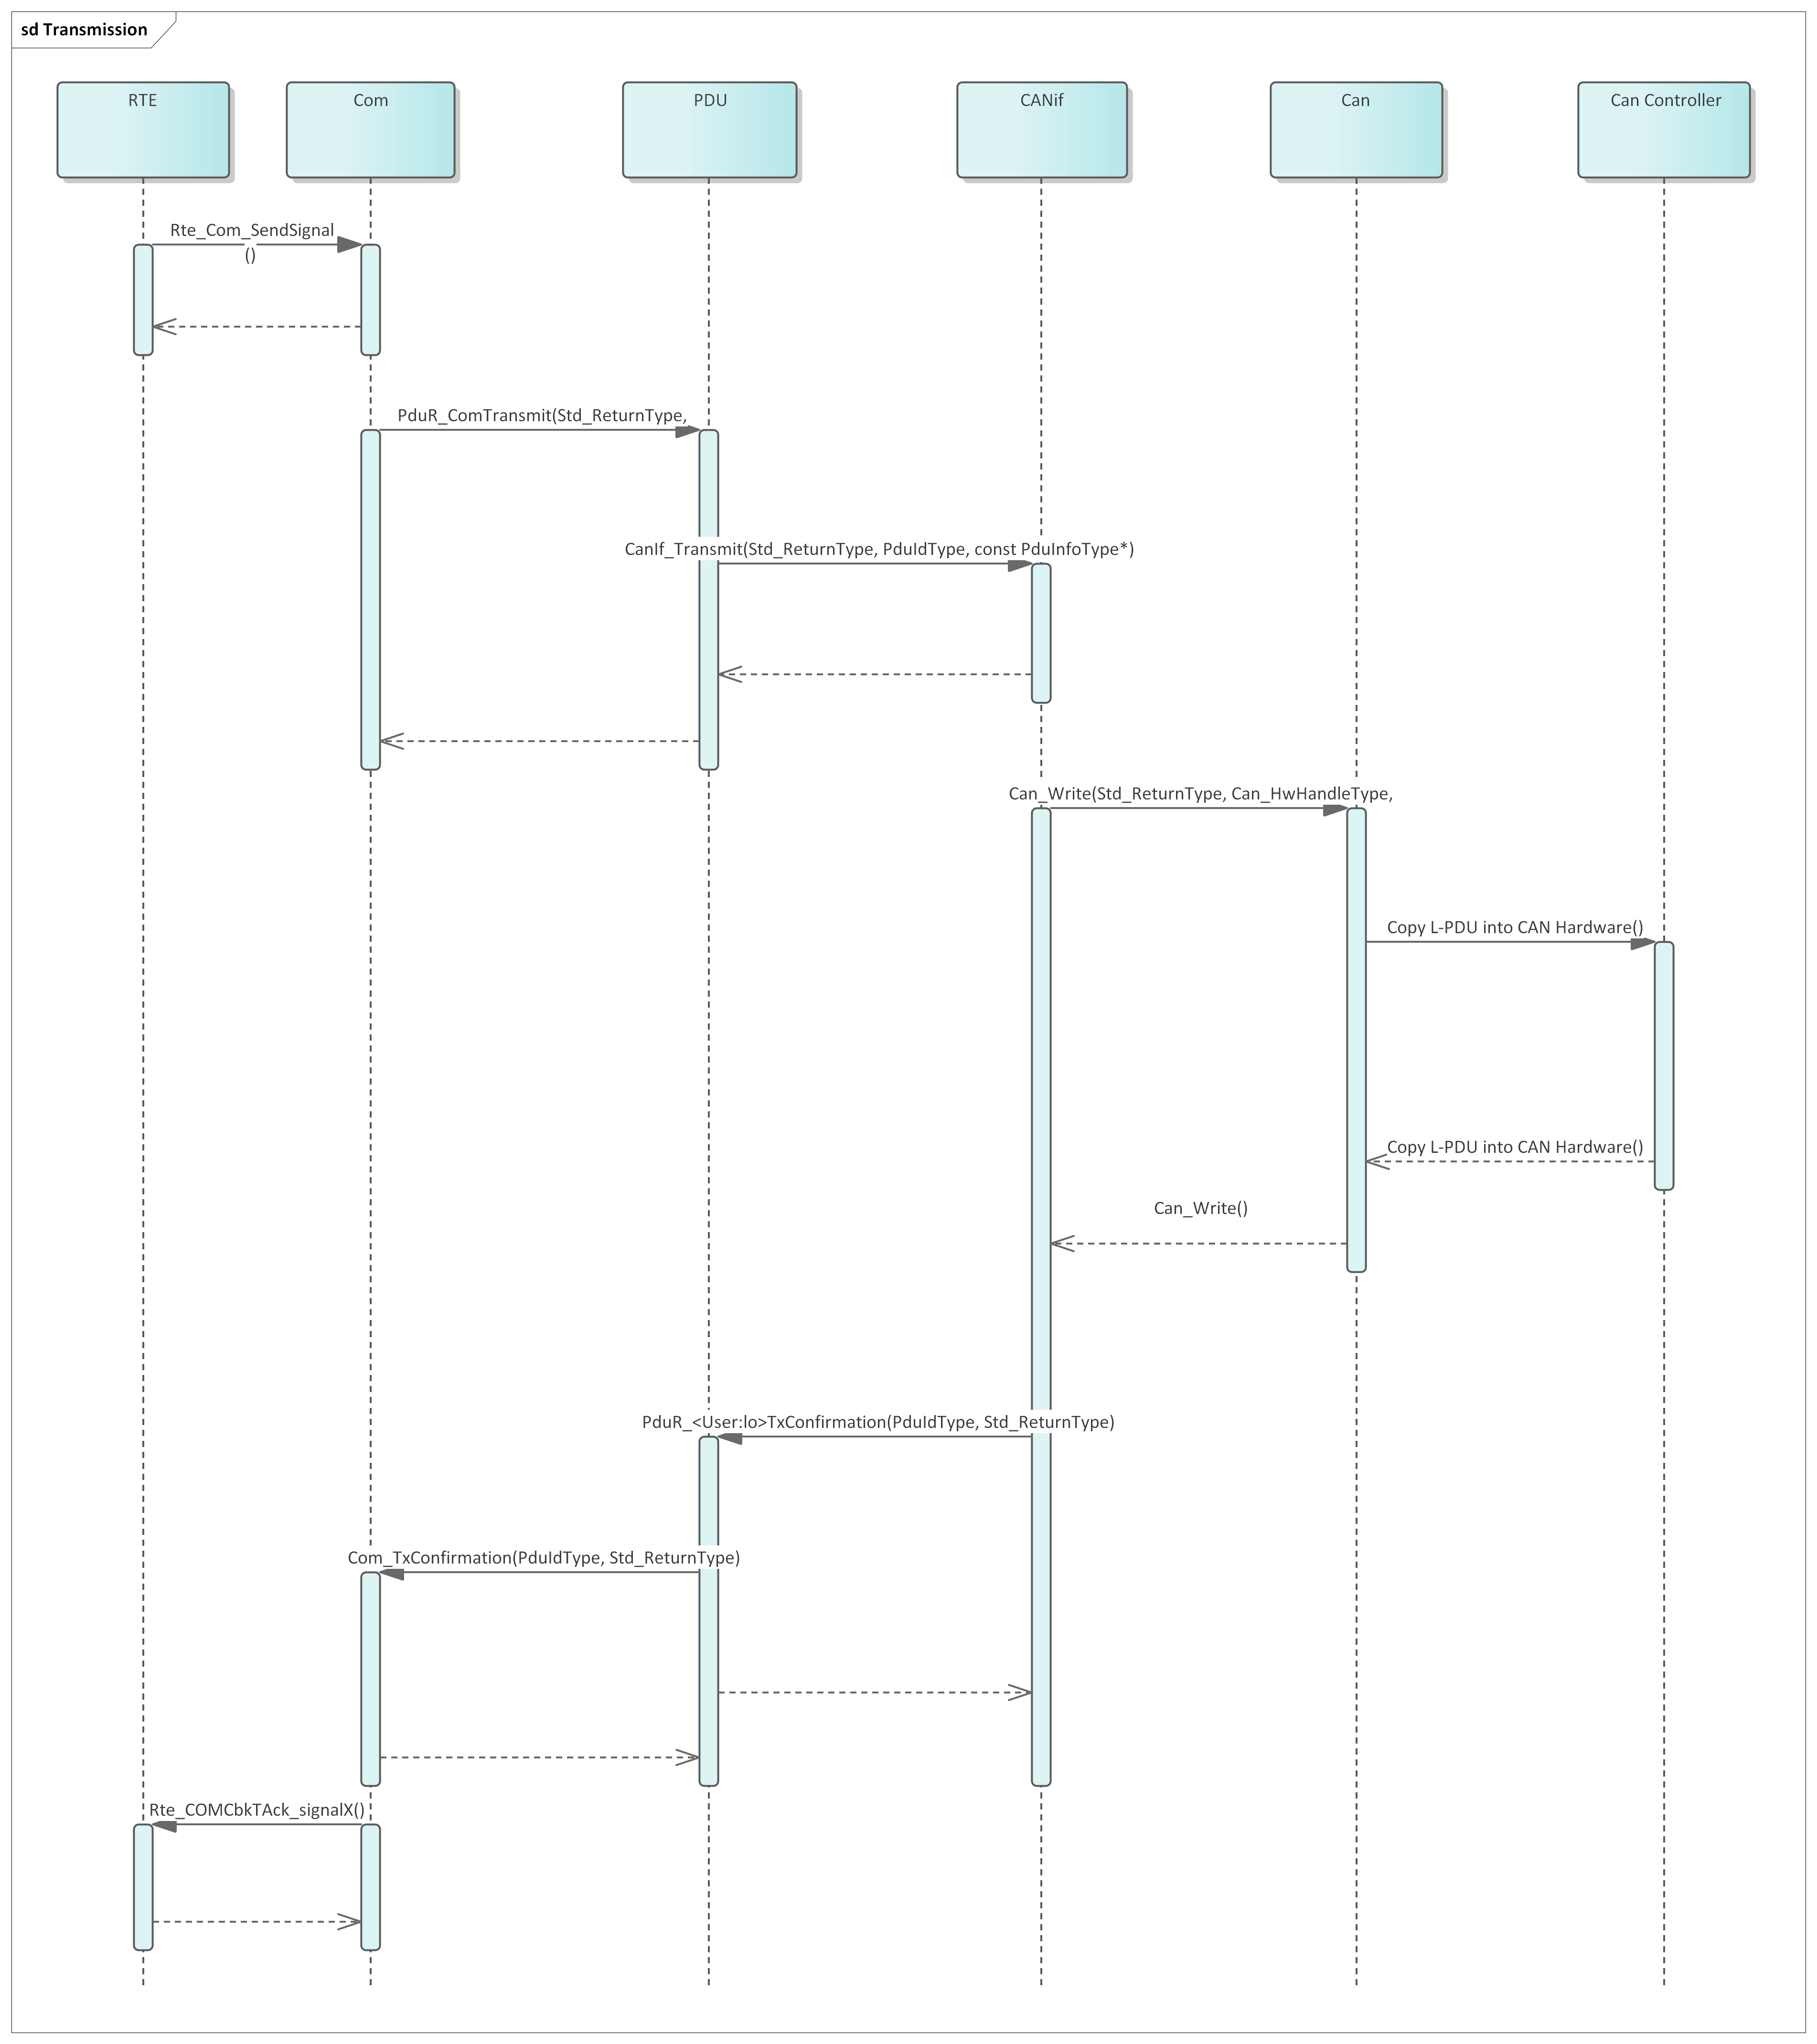 sd Transmission
RTE
Com
PDU
CANif
Can
Can Controller
Rte_Com_SendSignal
()
PduR_ComTransmit(Std_ReturnType,
CanIf_Transmit(Std_ReturnType, PduIdType, const PduInfoType*)
Can_Write(Std_ReturnType, Can_HwHandleType,
Copy L-PDU into CAN Hardware()
Copy L-PDU into CAN Hardware()
Can_Write()
PduR_<User:lo>TxConfirmation(PduIdType, Std_ReturnType)
Com_TxConfirmation(PduIdType, Std_ReturnType)
Rte_COMCbkTAck_signalX()